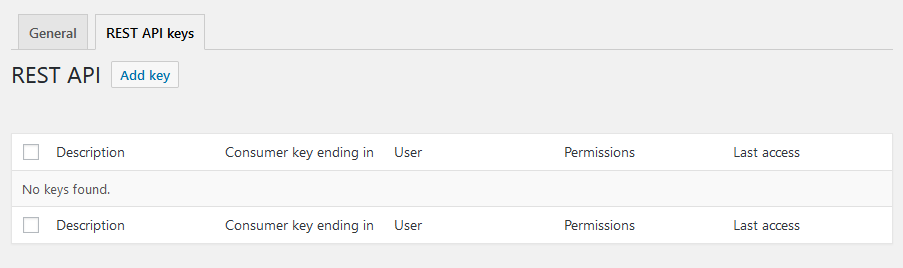 General REST API keys
REST API Add key
Description Consumer key ending in User Permissions Last access
No keys found.
Description Consumer key ending in User Permissions Last access